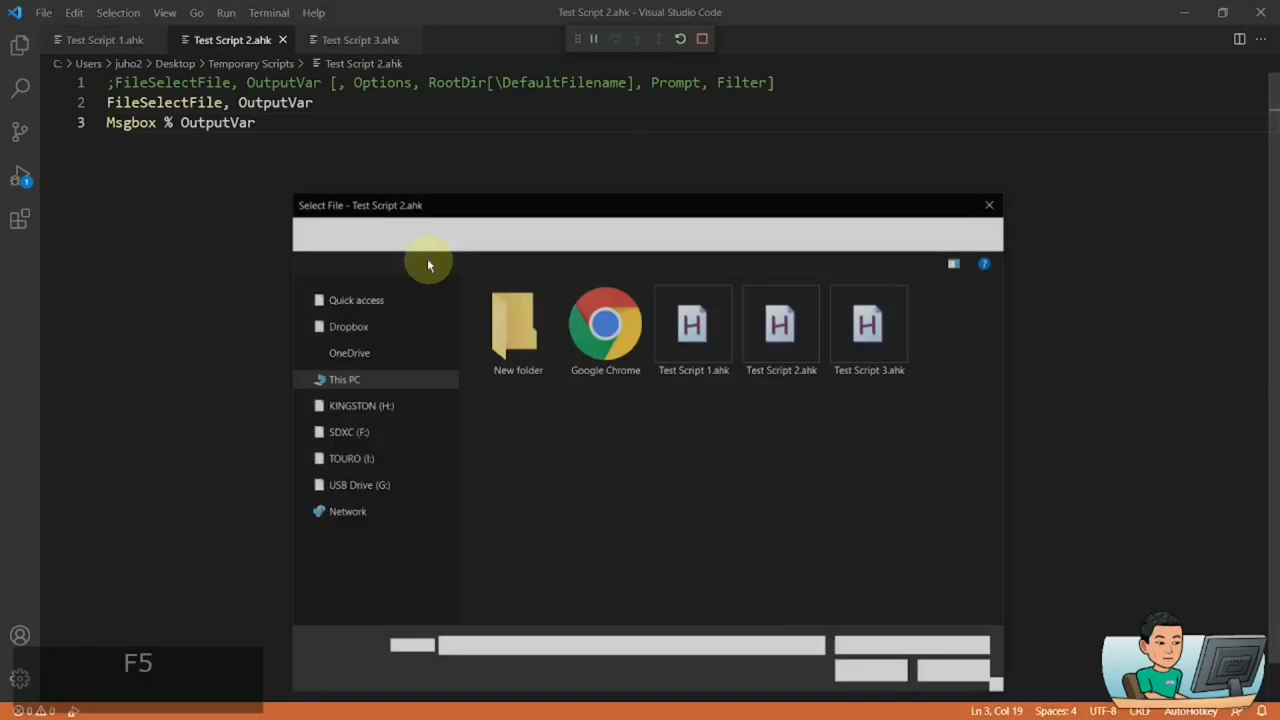 File Edit Selection View Go Run Terminal Help
Test Script 2.ahk - Visual Studio Code
Test Script 1.ahk Test Script 2.ahk Test Script 3.ahk
C: > Users > juho2 > Desktop > Temporary Scripts > Test Script 2.ahk
1 ;FileSelectFile, OutputVar [, Options, RootDir[\DefaultFilename], Prompt, Filter]
2 FileSelectFile, OutputVar
3 Msgbox % OutputVar
Select File - Test Script 2.ahk
Quick access
Dropbox
OneDrive
This PC
KINGSTON (H:)
SDXC (F:)
TOURO (I:)
USB Drive (G:)
Network
New folder
Google Chrome
Test Script 1.ahk
Test Script 2.ahk
Test Script 3.ahk
1
F5
0 0
Ln 3, Col 19 Spaces: 4 UTF-8 CRLF AutoHotkey